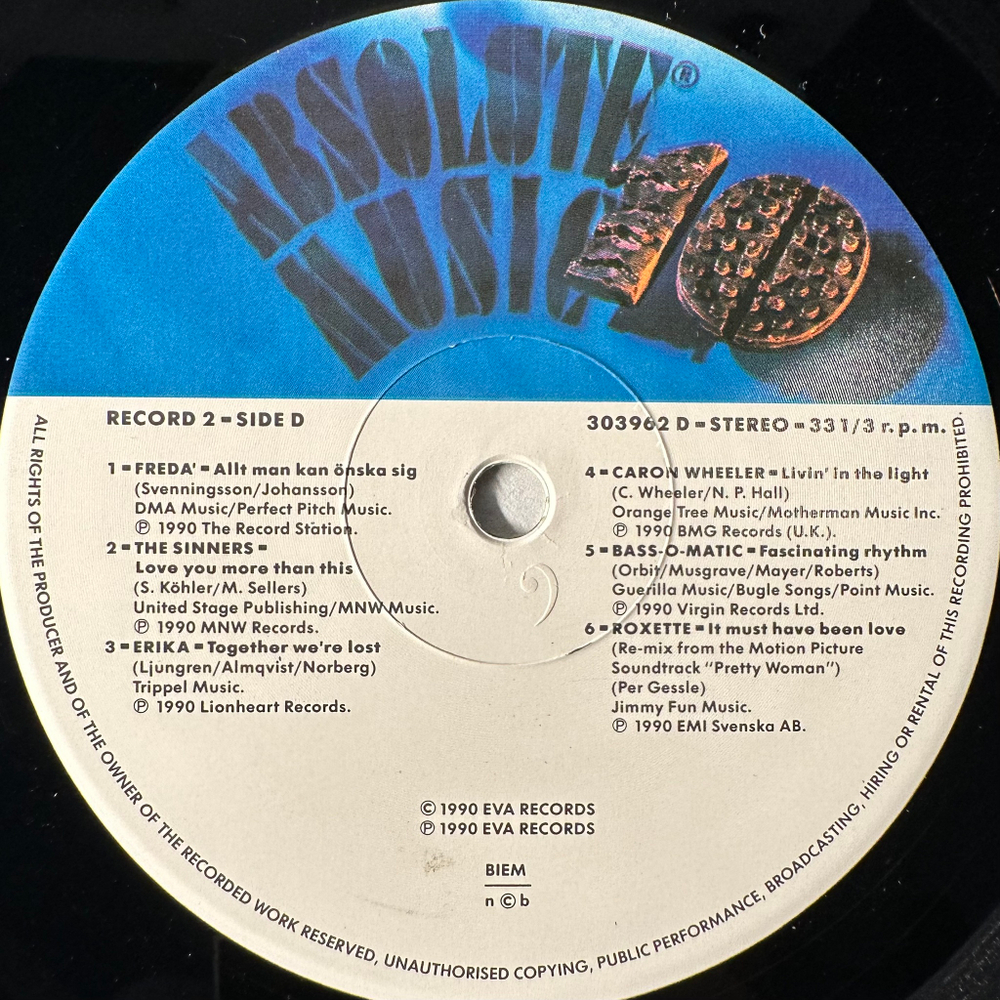 ABSOLUTE®
MUSIC 10
RECORD 2 - SIDE D
303962 D - STEREO - 33 1/3 r.p.m.
1 - FREDA' - Allt man kan önska sig
(Svenningsson/Johansson)
DMA Music/Perfect Pitch Music.
℗ 1990 The Record Station.
2 - THE SINNERS -
Love you more than this
(S. Köhler/M. Sellers)
United Stage Publishing/MNW Music.
℗ 1990 MNW Records.
3 - ERIKA - Together we're lost
(Ljungren/Almqvist/Norberg)
Trippel Music.
℗ 1990 Lionheart Records.
4 - CARON WHEELER - Livin' in the light
(C. Wheeler/N. P. Hall)
Orange Tree Music/Motherman Music Inc.
℗ 1990 BMG Records (U.K.).
5 - BASS-O-MATIC - Fascinating rhythm
(Orbit/Musgrave/Mayer/Roberts)
Guerilla Music/Bugle Songs/Point Music.
℗ 1990 Virgin Records Ltd.
6 - ROXETTE - It must have been love
(Re-mix from the Motion Picture
Soundtrack "Pretty Woman")
(Per Gessle)
Jimmy Fun Music.
℗ 1990 EMI Svenska AB.
© 1990 EVA RECORDS
℗ 1990 EVA RECORDS
BIEM
n © b
ALL RIGHTS OF THE PRODUCER AND OF THE OWNER OF THE RECORDED WORK RESERVED, UNAUTHORISED COPYING, PUBLIC PERFORMANCE, BROADCASTING, HIRING OR RENTAL OF THIS RECORDING PROHIBITED.